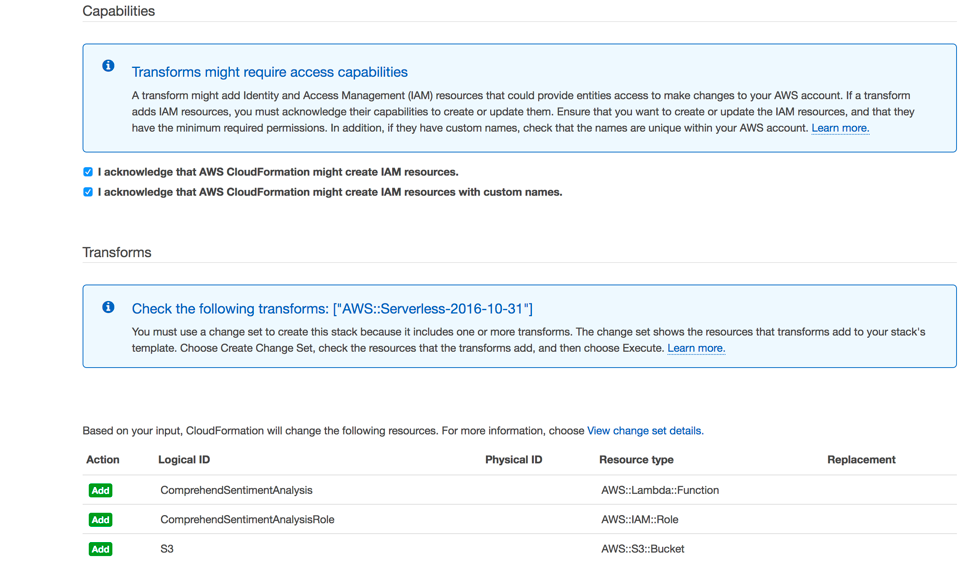 Capabilities
Transforms might require access capabilities
A transform might add Identity and Access Management (IAM) resources that could provide entities access to make changes to your AWS account. If a transform
adds IAM resources, you must acknowledge their capabilities to create or update them. Ensure that you want to create or update the IAM resources, and that they
have the minimum required permissions. In addition, if they have custom names, check that the names are unique within your AWS account. Learn more.
I acknowledge that AWS CloudFormation might create IAM resources.
I acknowledge that AWS CloudFormation might create IAM resources with custom names.
Transforms
Check the following transforms: ["AWS::Serverless-2016-10-31"]
You must use a change set to create this stack because it includes one or more transforms. The change set shows the resources that transforms add to your stack's
template. Choose Create Change Set, check the resources that the transforms add, and then choose Execute. Learn more.
Based on your input, CloudFormation will change the following resources. For more information, choose View change set details.
Action Logical ID Physical ID Resource type Replacement
Add ComprehendSentimentAnalysis AWS::Lambda::Function
Add ComprehendSentimentAnalysisRole AWS::IAM::Role
Add S3 AWS::S3::Bucket